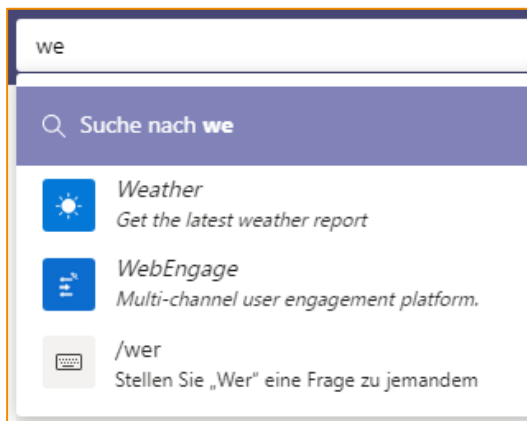 we
Suche nach we
Weather
Get the latest weather report
WebEngage
Multi-channel user engagement platform.
/wer
Stellen Sie „Wer" eine Frage zu jemandem